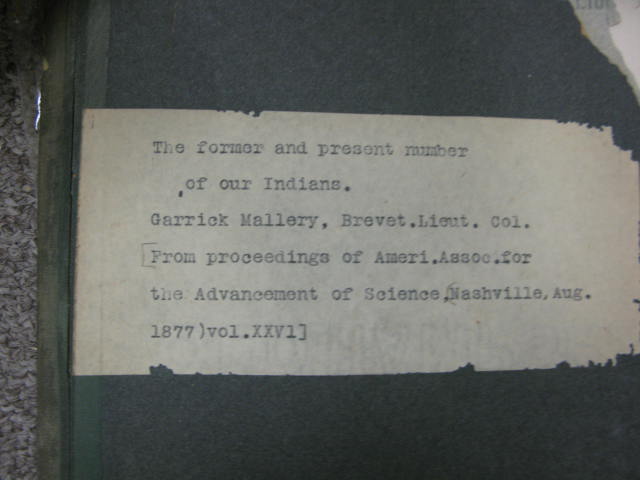 The former and present number
of our Indians.
Garrick Mallery, Brevet.Lieut. Col.
[From proceedings of Ameri.Assoc.for
the Advancement of Science,(Nashville,Aug.
1877)vol.XXV1]